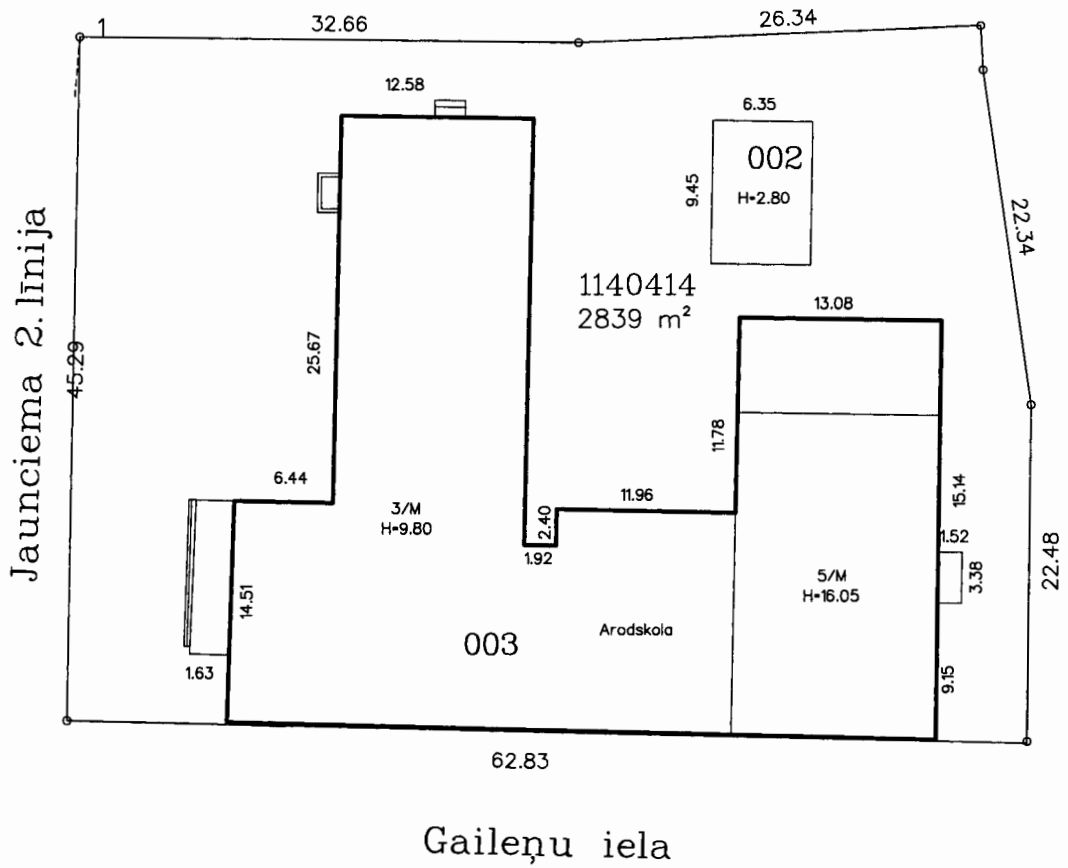 1
32.66
26.34
12.58
6.35
002
H=2.80
9.45
22.34
Jaunciema 2. līnija
45.29
1140414
2839 m²
13.08
25.67
11.78
6.44
3/M
H=9.80
11.96
2.40
1.92
15.14
1.52
3.38
22.48
5/M
H=16.05
14.51
003
Arodskola
1.63
9.15
62.83
Gaileņu iela